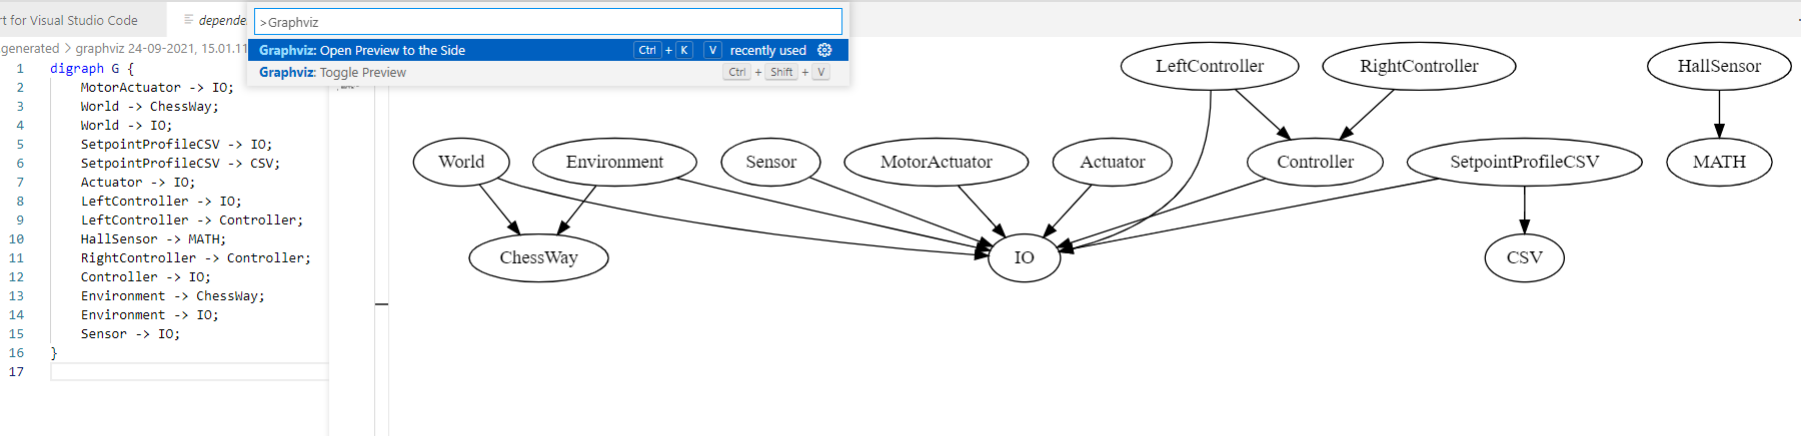 rt for Visual Studio Code
depende
>Graphviz
Graphviz: Open Preview to the Side Ctrl + K V recently used
Graphviz: Toggle Preview Ctrl + Shift + V
generated > graphviz 24-09-2021, 15.01.11
1 digraph G {
2 MotorActuator -> IO;
3 World -> ChessWay;
4 World -> IO;
5 SetpointProfileCSV -> IO;
6 SetpointProfileCSV -> CSV;
7 Actuator -> IO;
8 LeftController -> IO;
9 LeftController -> Controller;
10 HallSensor -> MATH;
11 RightController -> Controller;
12 Controller -> IO;
13 Environment -> ChessWay;
14 Environment -> IO;
15 Sensor -> IO;
16 }
17
LeftController RightController HallSensor
World Environment Sensor MotorActuator Actuator Controller SetpointProfileCSV MATH
ChessWay IO CSV